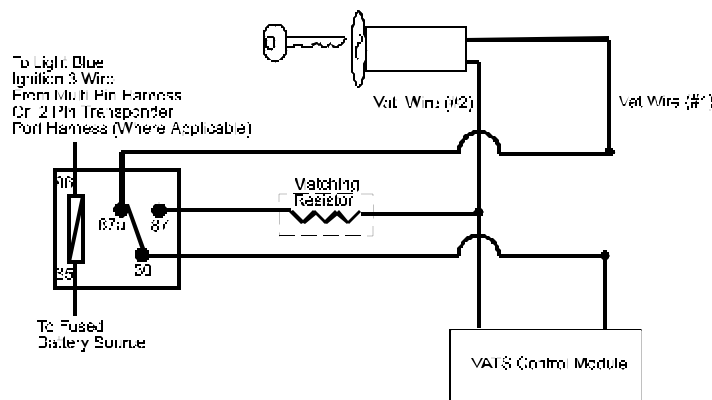 To Light Blue
Ignition 3 Wire
From Multi Pin Harness
Or 2 Pin Transponder
Port Harness (Where Applicable)
Vat Wire (#2)
Vat Wire (#1)
86
Matching
Resistor
87a
87
30
85
To Fused
Battery Source
VATS Control Module